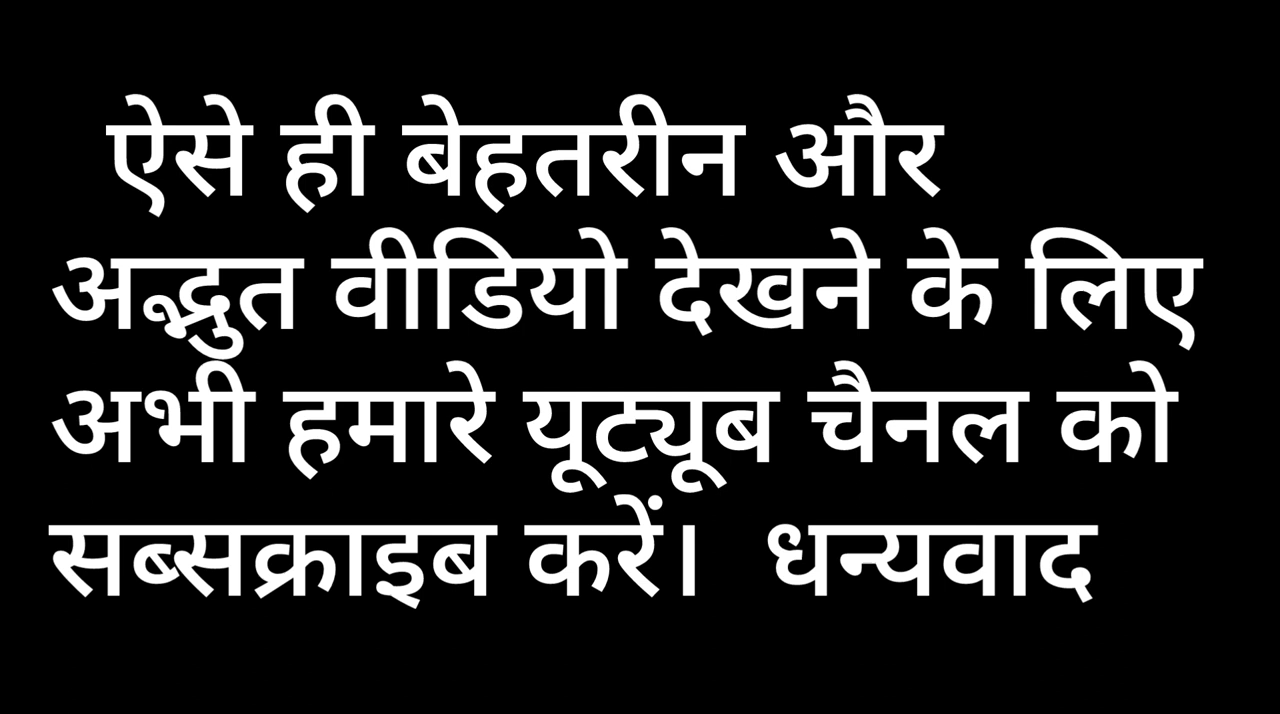 ऐसे ही बेहतरीन और
अद्भुत वीडियो देखने के लिए
अभी हमारे यूट्यूब चैनल को
सब्सक्राइब करें।  धन्यवाद